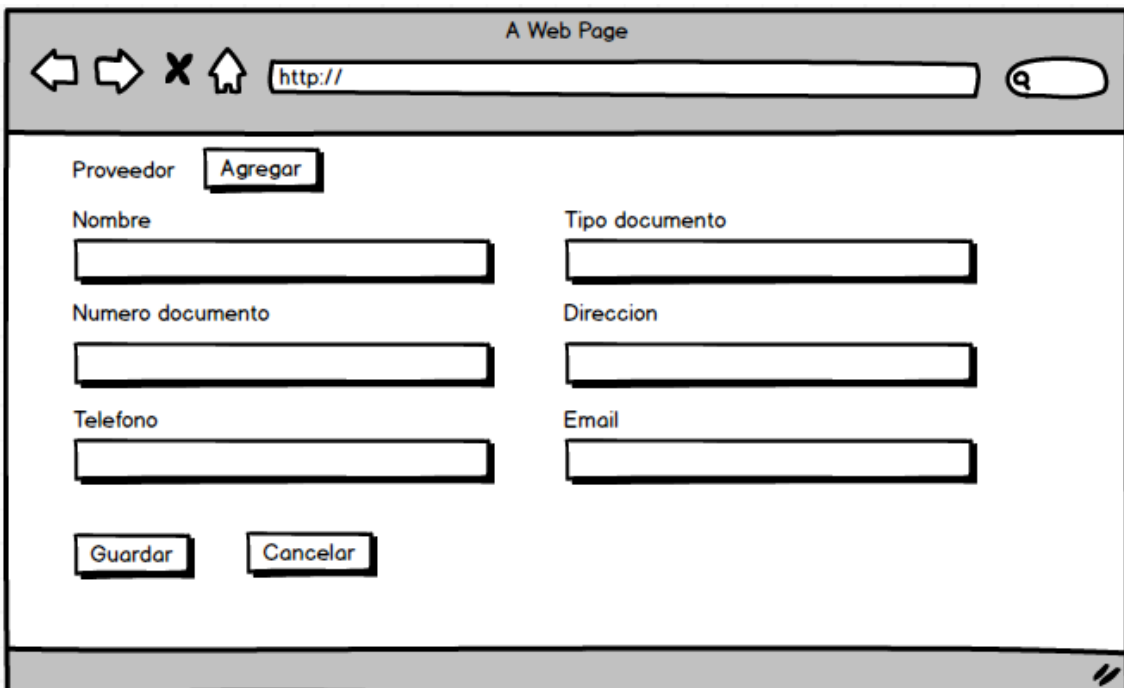 A Web Page
http://
Proveedor Agregar
Nombre Tipo documento
Numero documento Direccion
Telefono Email
Guardar Cancelar